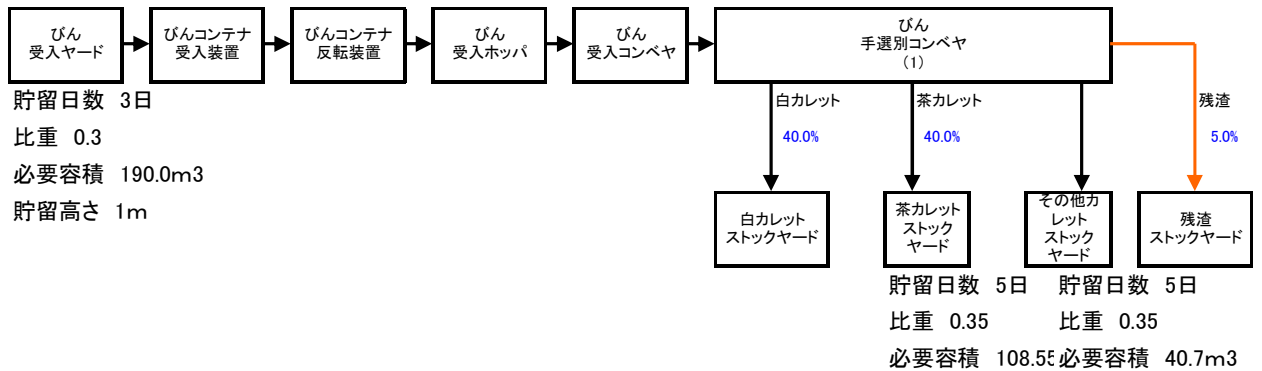 びん
受入ヤード
びんコンテナ
受入装置
びんコンテナ
反転装置
びん
受入ホッパ
びん
受入コンベヤ
びん
手選別コンベヤ
（1）
貯留日数 3日
比重 0.3
必要容積 190.0m3
貯留高さ 1m
白カレット
40.0%
茶カレット
40.0%
残渣
5.0%
白カレット
ストックヤード
茶カレット
ストック
ヤード
その他カ
レット
ストック
ヤード
残渣
ストックヤード
貯留日数 5日
比重 0.35
必要容積 108.55
貯留日数 5日
比重 0.35
必要容積 40.7m3